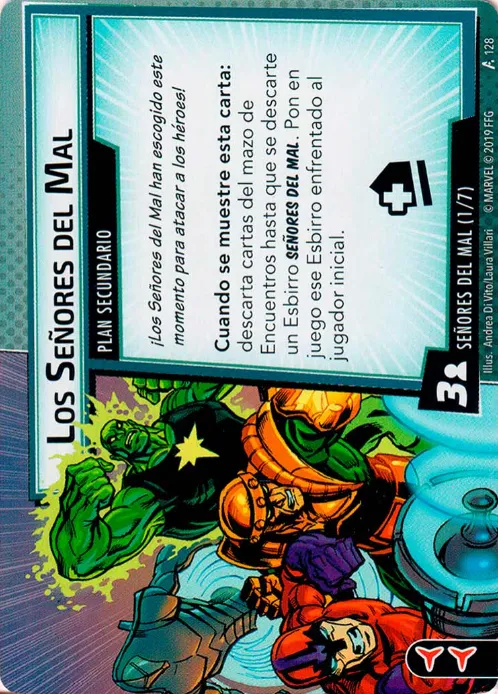 Los Señores del Mal
PLAN SECUNDARIO
¡Los Señores del Mal han escogido este
momento para atacar a los héroes!
Cuando se muestre esta carta:
descarta cartas del mazo de
Encuentros hasta que se descarte
un Esbirro SEÑORES DEL MAL. Pon en
juego ese Esbirro enfrentado al
jugador inicial.
3
SEÑORES DEL MAL (1/7)
Illus. Andrea Di Vito/Laura Villari © MARVEL © 2019 FFG
128